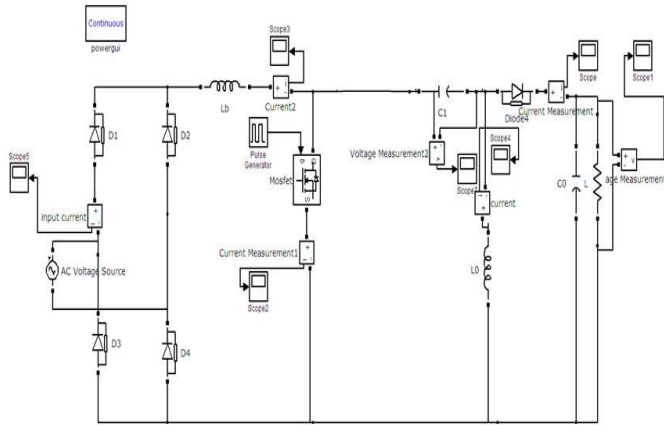 Continuous
powergui
Scope3
Scope
Scope1
Lb
Current2
C1
Diode4
Current Measurement
D1
D2
Pulse
Generator
Mosfet
Voltage Measurement2
Scope4
Scope5
Input current
current
C0
L
age Measurement
AC Voltage Source
Current Measurement1
Scope2
L0
D3
D4